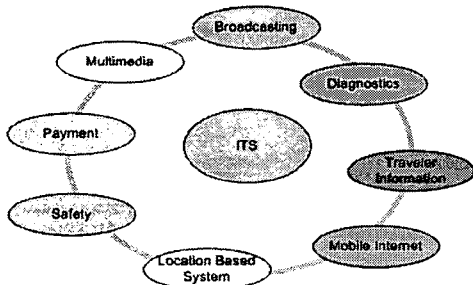 Broadcasting
Multimedia
Diagnostics
Payment
ITS
Traveler
Information
Safety
Mobile Internet
Location Based
System